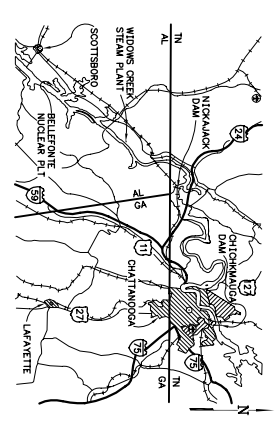 TN
AL
SCOTTSBORO
WIDOWS CREEK
STEAM PLANT
BELLEFONTE
NUCLEAR PLT
NICKAJACK
DAM
24
59
AL
GA
11
CHICHKMAUGA
DAM
CHATTANOOGA
27
27
LAFAYETTE
75
75
TN
GA
N